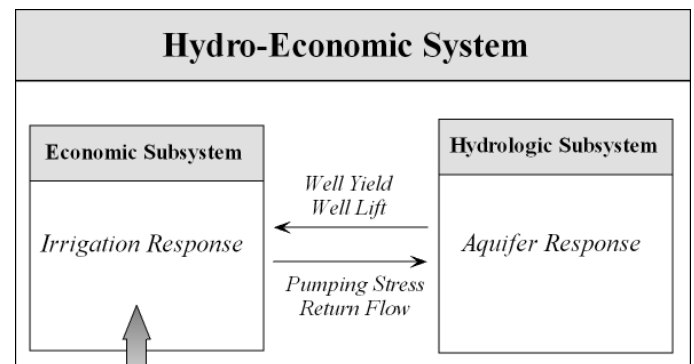 Hydro-Economic System
Economic Subsystem
Irrigation Response
Well Yield
Well Lift
Pumping Stress
Return Flow
Hydrologic Subsystem
Aquifer Response